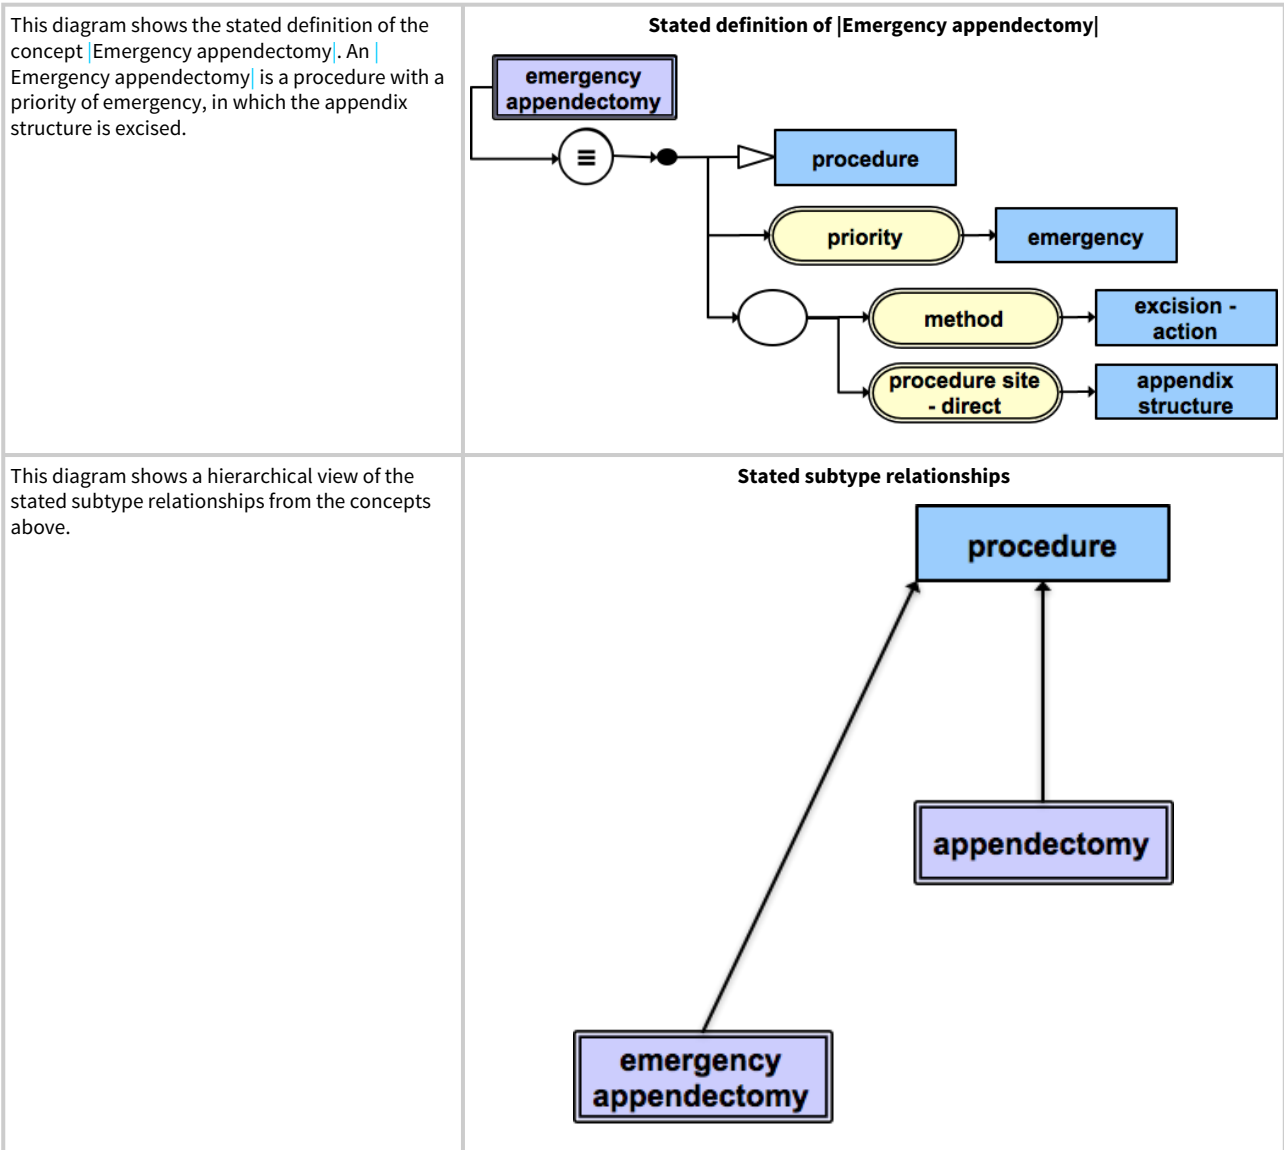 This diagram shows the stated definition of the
concept |Emergency appendectomy|. An |
Emergency appendectomy| is a procedure with a
priority of emergency, in which the appendix
structure is excised.
Stated definition of |Emergency appendectomy|
emergency
appendectomy
≡
procedure
priority
emergency
method
excision -
action
procedure site
- direct
appendix
structure
This diagram shows a hierarchical view of the
stated subtype relationships from the concepts
above.
Stated subtype relationships
procedure
appendectomy
emergency
appendectomy